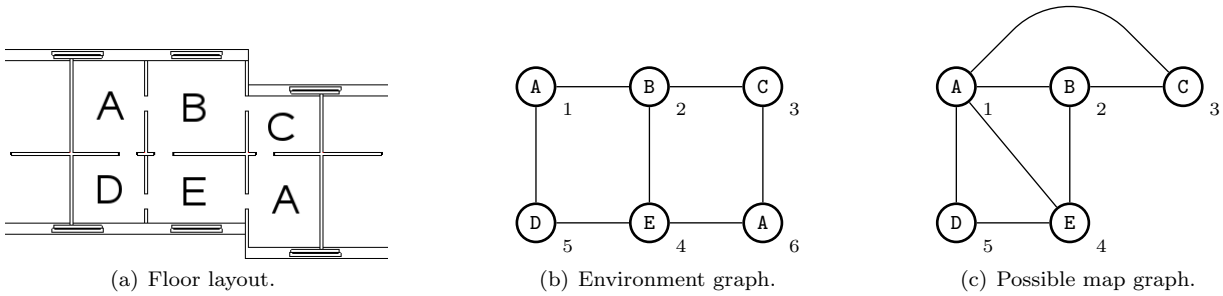 A B
C
D E A
(a) Floor layout.
A B C
1 2 3
D E A
5 4 6
(b) Environment graph.
A B C
1 2 3
D E
5 4
(c) Possible map graph.